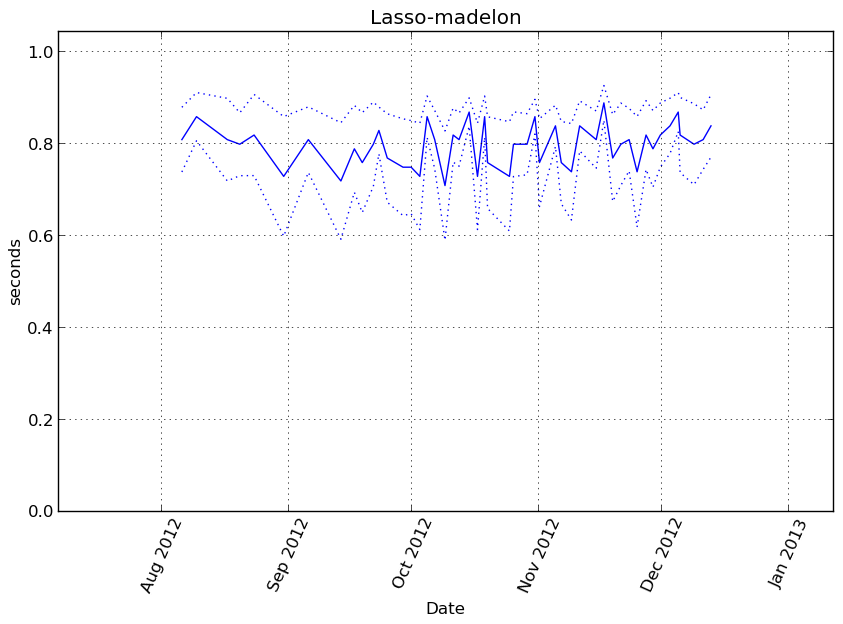 Lasso-madelon
1.0
0.8
0.6
0.4
0.2
0.0
seconds
Aug 2012
Sep 2012
Oct 2012
Nov 2012
Dec 2012
Jan 2013
Date